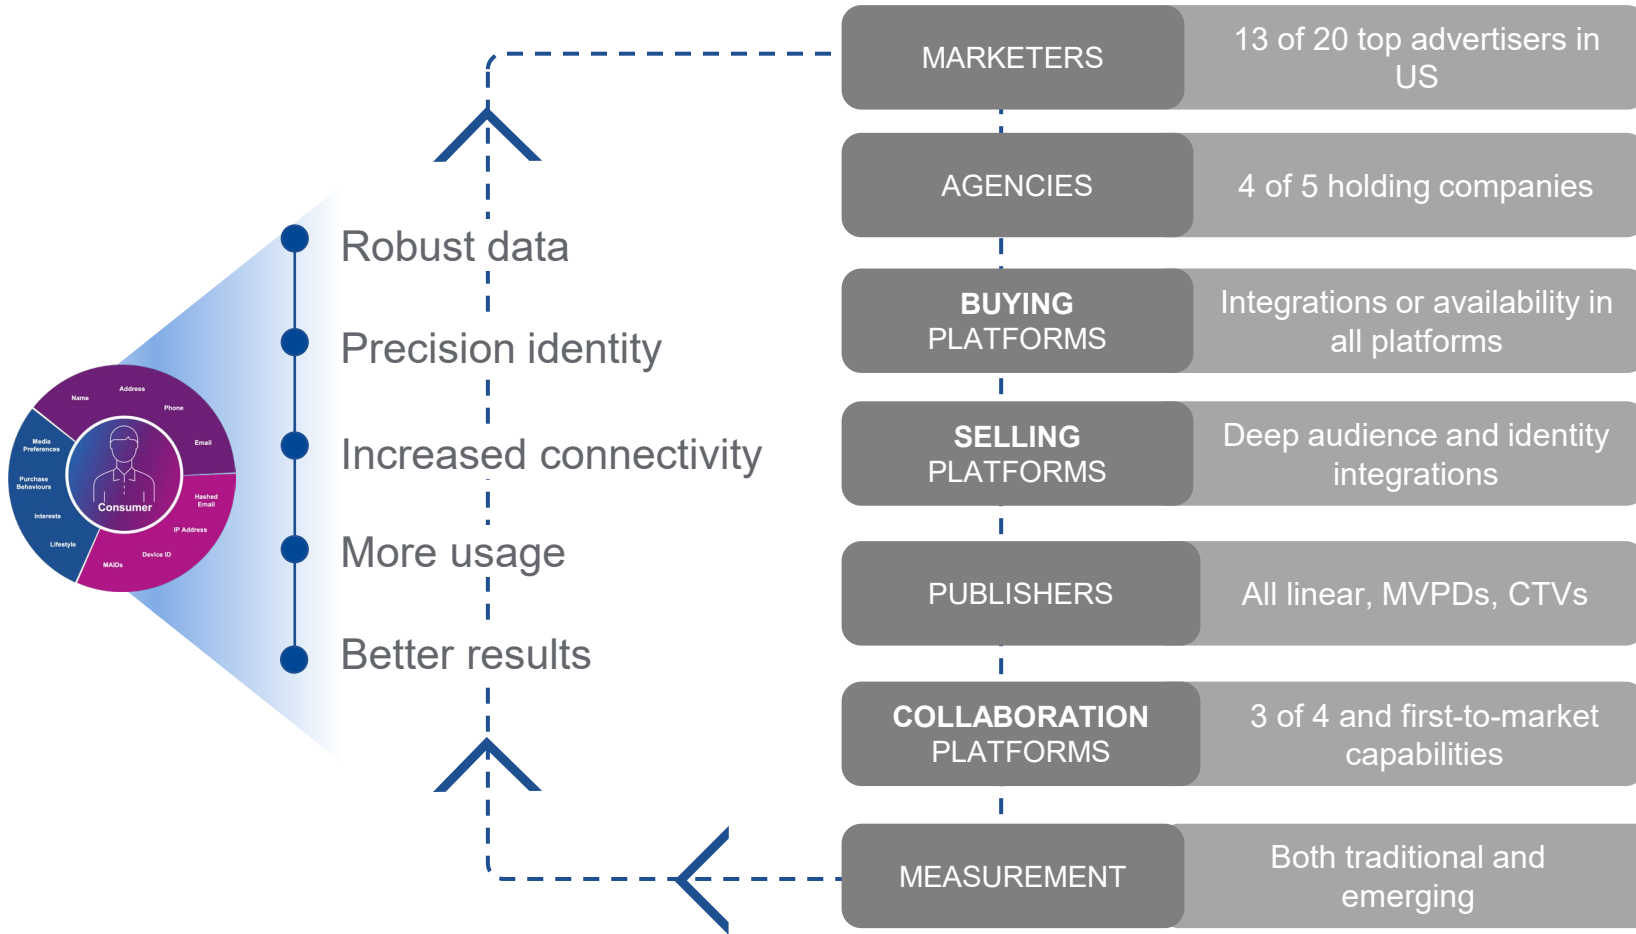 Name
Address
Phone
Email
Media
Preferences
Purchase
Behaviours
Interests
Lifestyle
Hashed
Email
IP Address
Device ID
MAIDs
Consumer
Robust data
Precision identity
Increased connectivity
More usage
Better results
MARKETERS
13 of 20 top advertisers in
US
AGENCIES
4 of 5 holding companies
BUYING
PLATFORMS
Integrations or availability in
all platforms
SELLING
PLATFORMS
Deep audience and identity
integrations
PUBLISHERS
All linear, MVPDs, CTVs
COLLABORATION
PLATFORMS
3 of 4 and first-to-market
capabilities
MEASUREMENT
Both traditional and
emerging